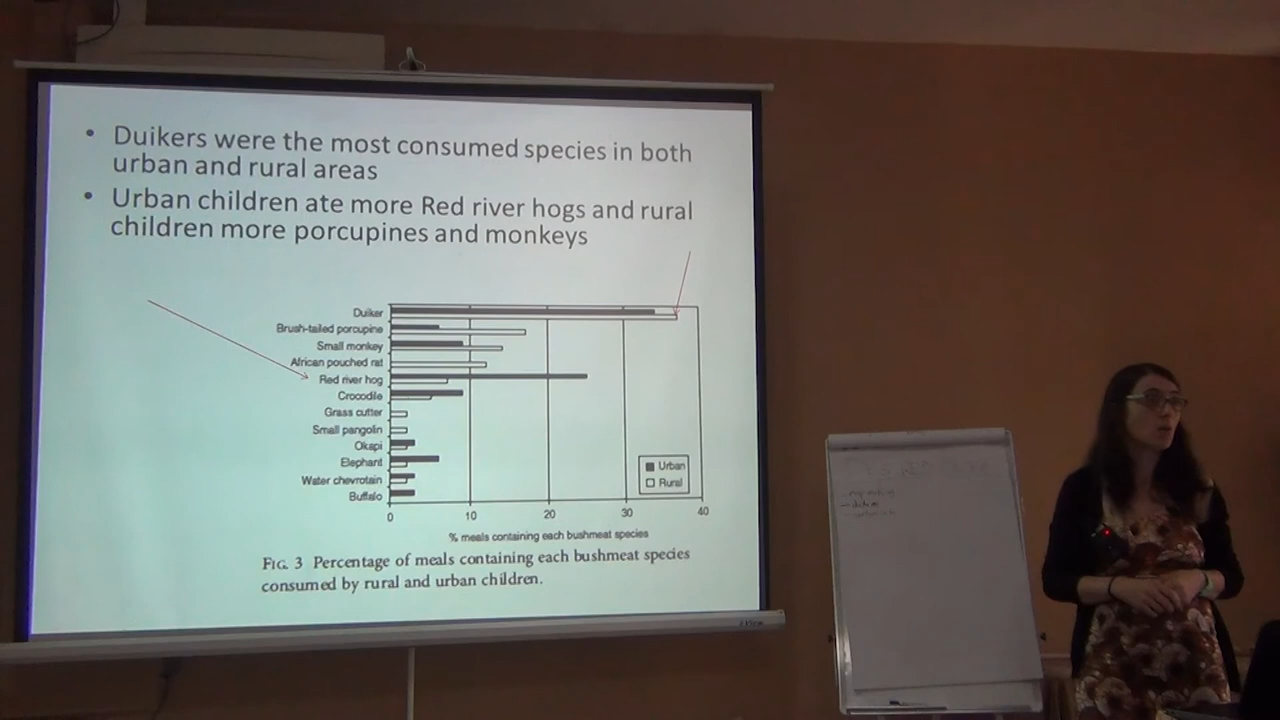 • Duikers were the most consumed species in both
urban and rural areas
• Urban children ate more Red river hogs and rural
children more porcupines and monkeys
Duiker
Brush-tailed porcupine
Small monkey
African pouched rat
Red river hog
Crocodile
Grass cutter
Small pangolin
Okapi
Elephant
Water chevrotain
Buffalo
Urban
Rural
0 10 20 30 40
% meals containing each bushmeat species
FIG. 3 Percentage of meals containing each bushmeat species
consumed by rural and urban children.